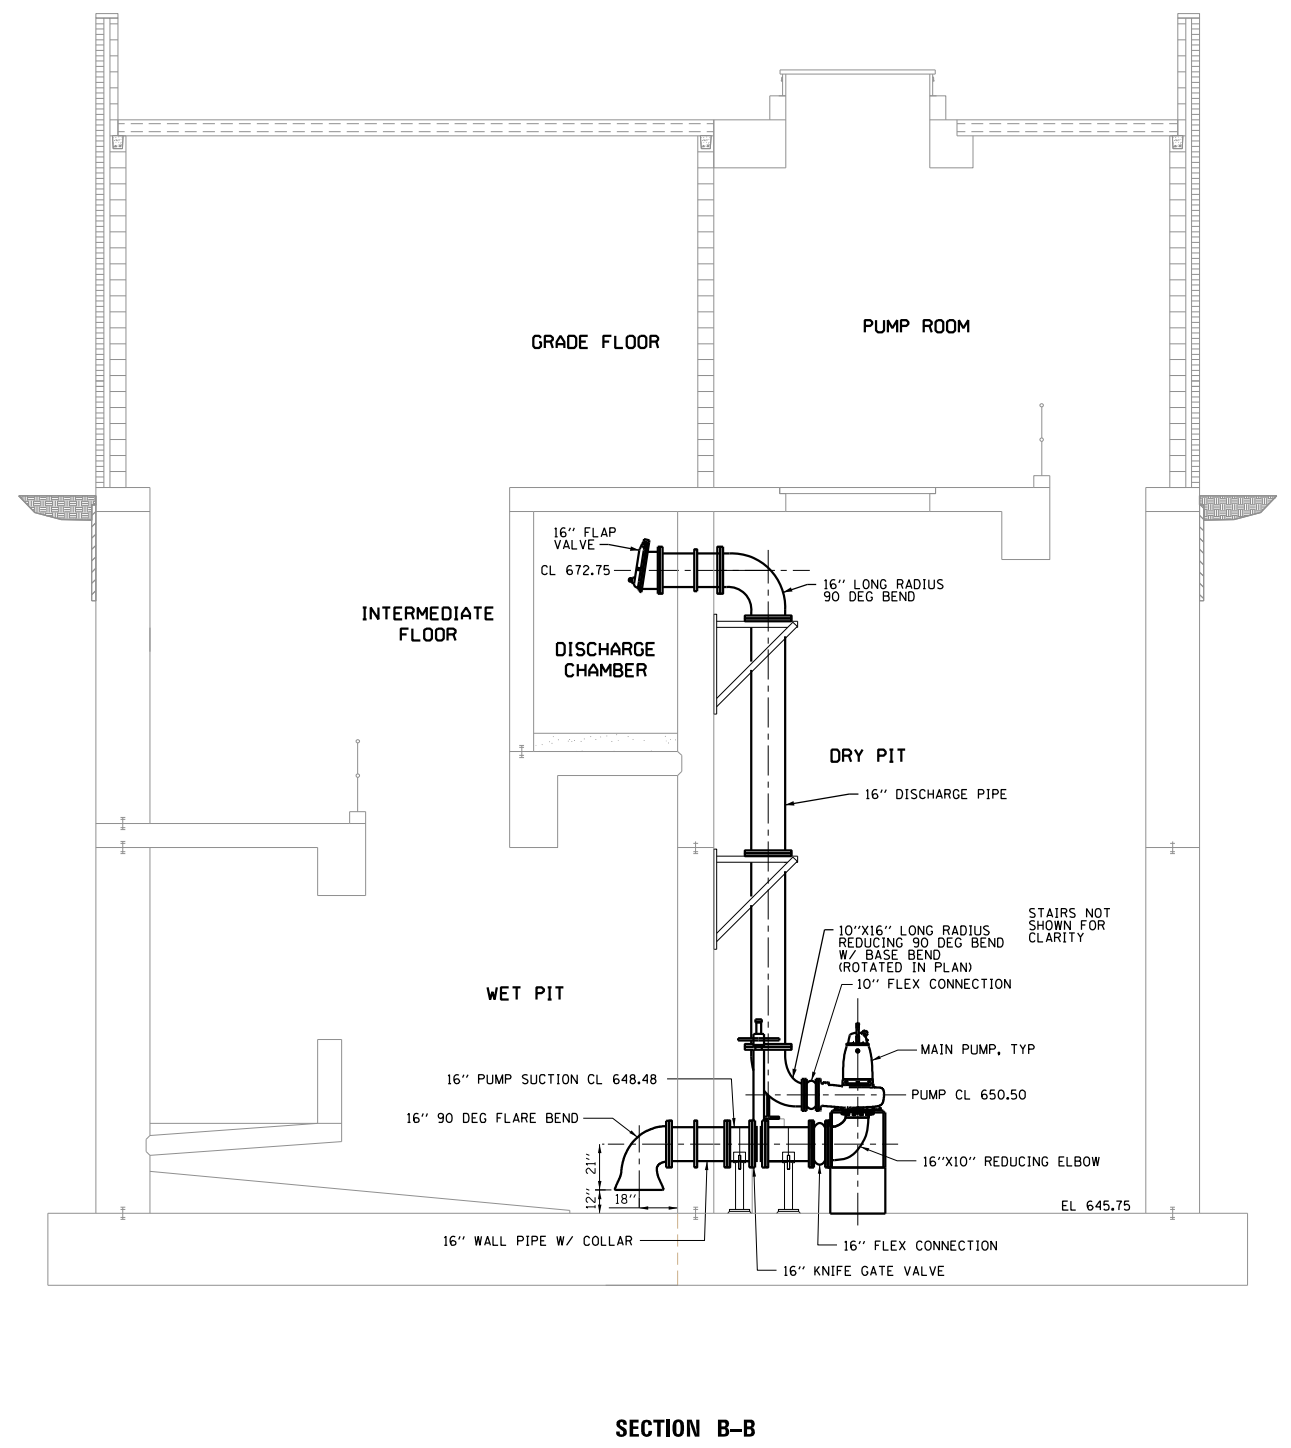 PUMP ROOM
GRADE FLOOR
16" FLAP
VALVE
CL 672.75
16" LONG RADIUS
90 DEG BEND
INTERMEDIATE
FLOOR
DISCHARGE
CHAMBER
DRY PIT
16" DISCHARGE PIPE
STAIRS NOT
SHOWN FOR
CLARITY
10"X16" LONG RADIUS
REDUCING 90 DEG BEND
W/ BASE BEND
(ROTATED IN PLAN)
10" FLEX CONNECTION
WET PIT
MAIN PUMP, TYP
16" PUMP SUCTION CL 648.48
PUMP CL 650.50
16" 90 DEG FLARE BEND
21"
16"X10" REDUCING ELBOW
12"
18"
EL 645.75
16" WALL PIPE W/ COLLAR
16" FLEX CONNECTION
16" KNIFE GATE VALVE
SECTION B-B